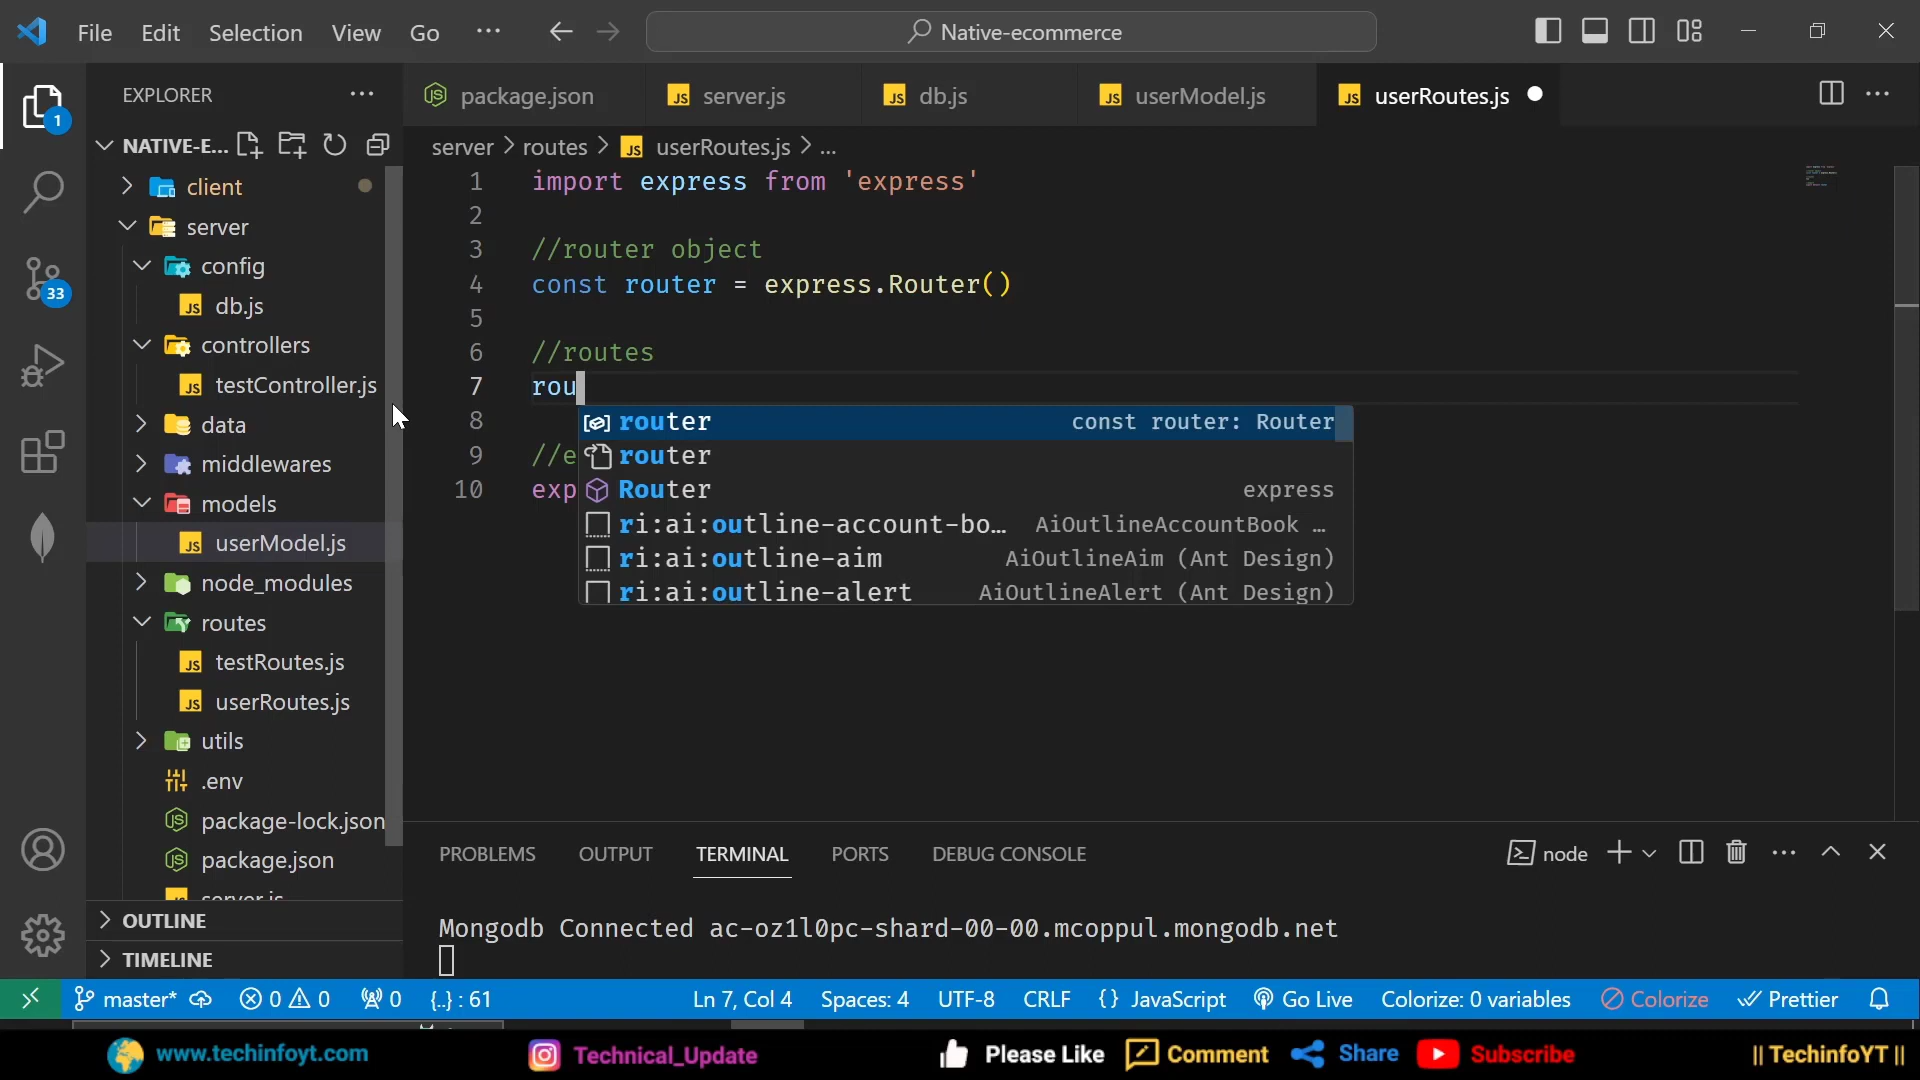 File Edit Selection View Go ··· Native-ecommerce
EXPLORER ···
package.json server.js db.js userModel.js userRoutes.js
1
NATIVE-E...
server > routes > JS userRoutes.js > ...
client
server
config
db.js
controllers
testController.js
data
middlewares
models
userModel.js
node_modules
routes
testRoutes.js
userRoutes.js
utils
.env
package-lock.json
package.json
server.js
OUTLINE
TIMELINE
33
1 import express from 'express'
2
3 //router object
4 const router = express.Router()
5
6 //routes
7 rou
8
9 //e
10 exp
router const router: Router
router
Router express
ri:ai:outline-account-bo... AiOutlineAccountBook …
ri:ai:outline-aim AiOutlineAim (Ant Design)
ri:ai:outline-alert AiOutlineAlert (Ant Design)
PROBLEMS OUTPUT TERMINAL PORTS DEBUG CONSOLE node
Mongodb Connected ac-oz1l0pc-shard-00-00.mcoppul.mongodb.net
master* 0 0 0 {..} : 61 Ln 7, Col 4 Spaces: 4 UTF-8 CRLF {} JavaScript Go Live Colorize: 0 variables Colorize Prettier
www.techinfoyt.com Technical_Update Please Like Comment Share Subscribe || TechinfoYT ||